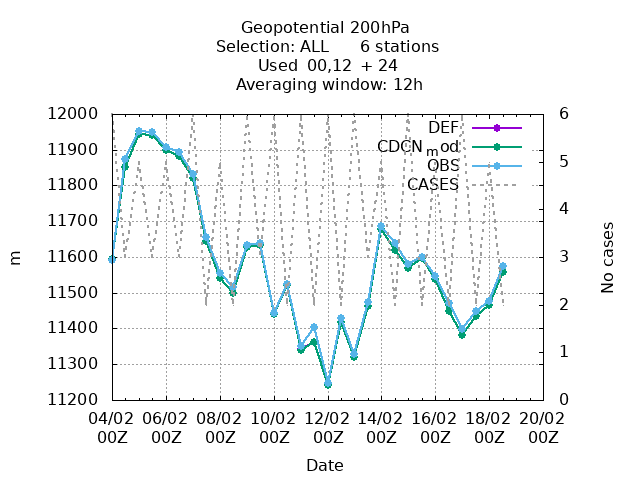 Geopotential 200hPa
Selection: ALL 6 stations
Used 00,12 + 24
Averaging window: 12h
12000
11900
11800
11700
11600
11500
11400
11300
11200
m
6
5
4
3
2
1
0
No cases
DEF
CDCN_mod
OBS
CASES
04/02 06/02 08/02 10/02 12/02 14/02 16/02 18/02 20/02
00Z 00Z 00Z 00Z 00Z 00Z 00Z 00Z 00Z
Date